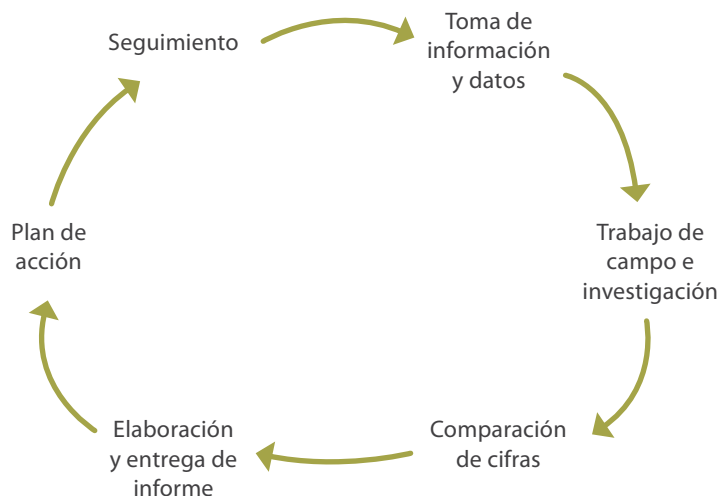 Seguimiento
Toma de
información
y datos
Trabajo de
campo e
investigación
Comparación
de cifras
Elaboración
y entrega de
informe
Plan de
acción